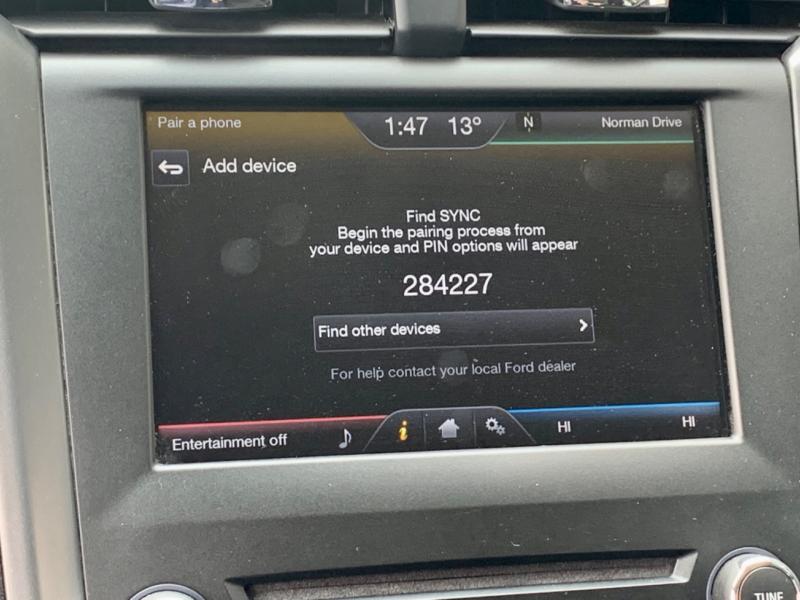 Pair a phone
1:47 13° N Norman Drive
Add device
Find SYNC
Begin the pairing process from
your device and PIN options will appear
284227
Find other devices
For help contact your local Ford dealer
Entertainment off
HI HI
TUNE